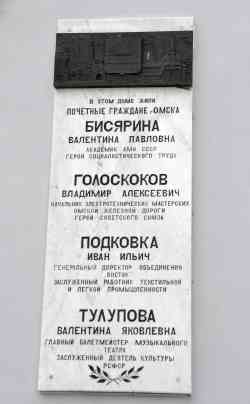 В ЭТОМ ДОМЕ ЖИЛИ
ПОЧЕТНЫЕ ГРАЖДАНЕ ОМСКА
БИСЯРИНА
ВАЛЕНТИНА ПАВЛОВНА
АКАДЕМИК АМН СССР
ГЕРОЙ СОЦИАЛИСТИЧЕСКОГО ТРУДА
ГОЛОСКОКОВ
ВЛАДИМИР АЛЕКСЕЕВИЧ
НАЧАЛЬНИК ЭЛЕКТРОТЕХНИЧЕСКИХ МАСТЕРСКИХ
ОМСКОЙ ЖЕЛЕЗНОЙ ДОРОГИ
ГЕРОЙ СОВЕТСКОГО СОЮЗА
ПОДКОВКА
ИВАН ИЛЬИЧ
ГЕНЕРАЛЬНЫЙ ДИРЕКТОР ОБЪЕДИНЕНИЯ
ВОСТОК
ЗАСЛУЖЕННЫЙ РАБОТНИК ТЕКСТИЛЬНОЙ
И ЛЕГКОЙ ПРОМЫШЛЕННОСТИ
ТУЛУПОВА
ВАЛЕНТИНА ЯКОВЛЕВНА
ГЛАВНЫЙ БАЛЕТМЕЙСТЕР МУЗЫКАЛЬНОГО
ТЕАТРА
ЗАСЛУЖЕННЫЙ ДЕЯТЕЛЬ КУЛЬТУРЫ
РСФСР